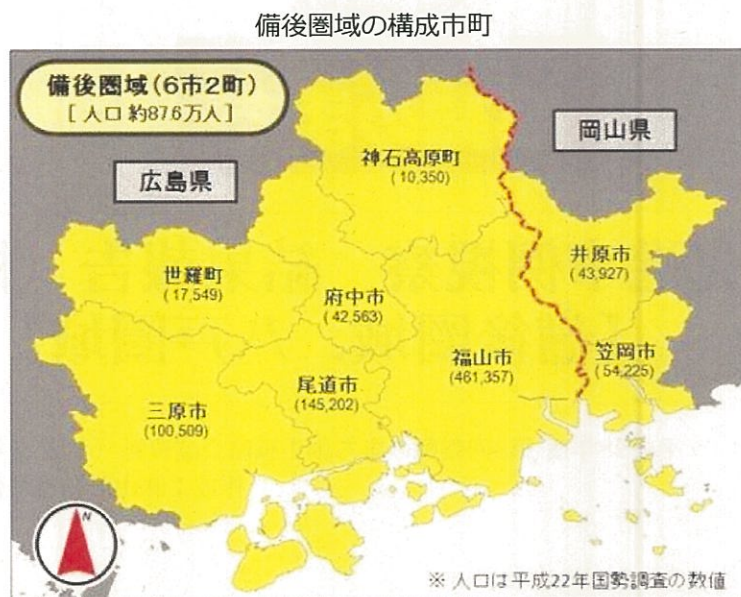 備後圏域の構成市町
備後圏域(6市2町)
[ 人口 約87.6万人 ]
岡山県
広島県
神石高原町
(10,350)
井原市
(43,927)
世羅町
(17,549)
府中市
(42,563)
福山市
(461,357)
笠岡市
(54,225)
尾道市
(145,202)
三原市
(100,509)
N
※ 人口は平成22年国勢調査の数値